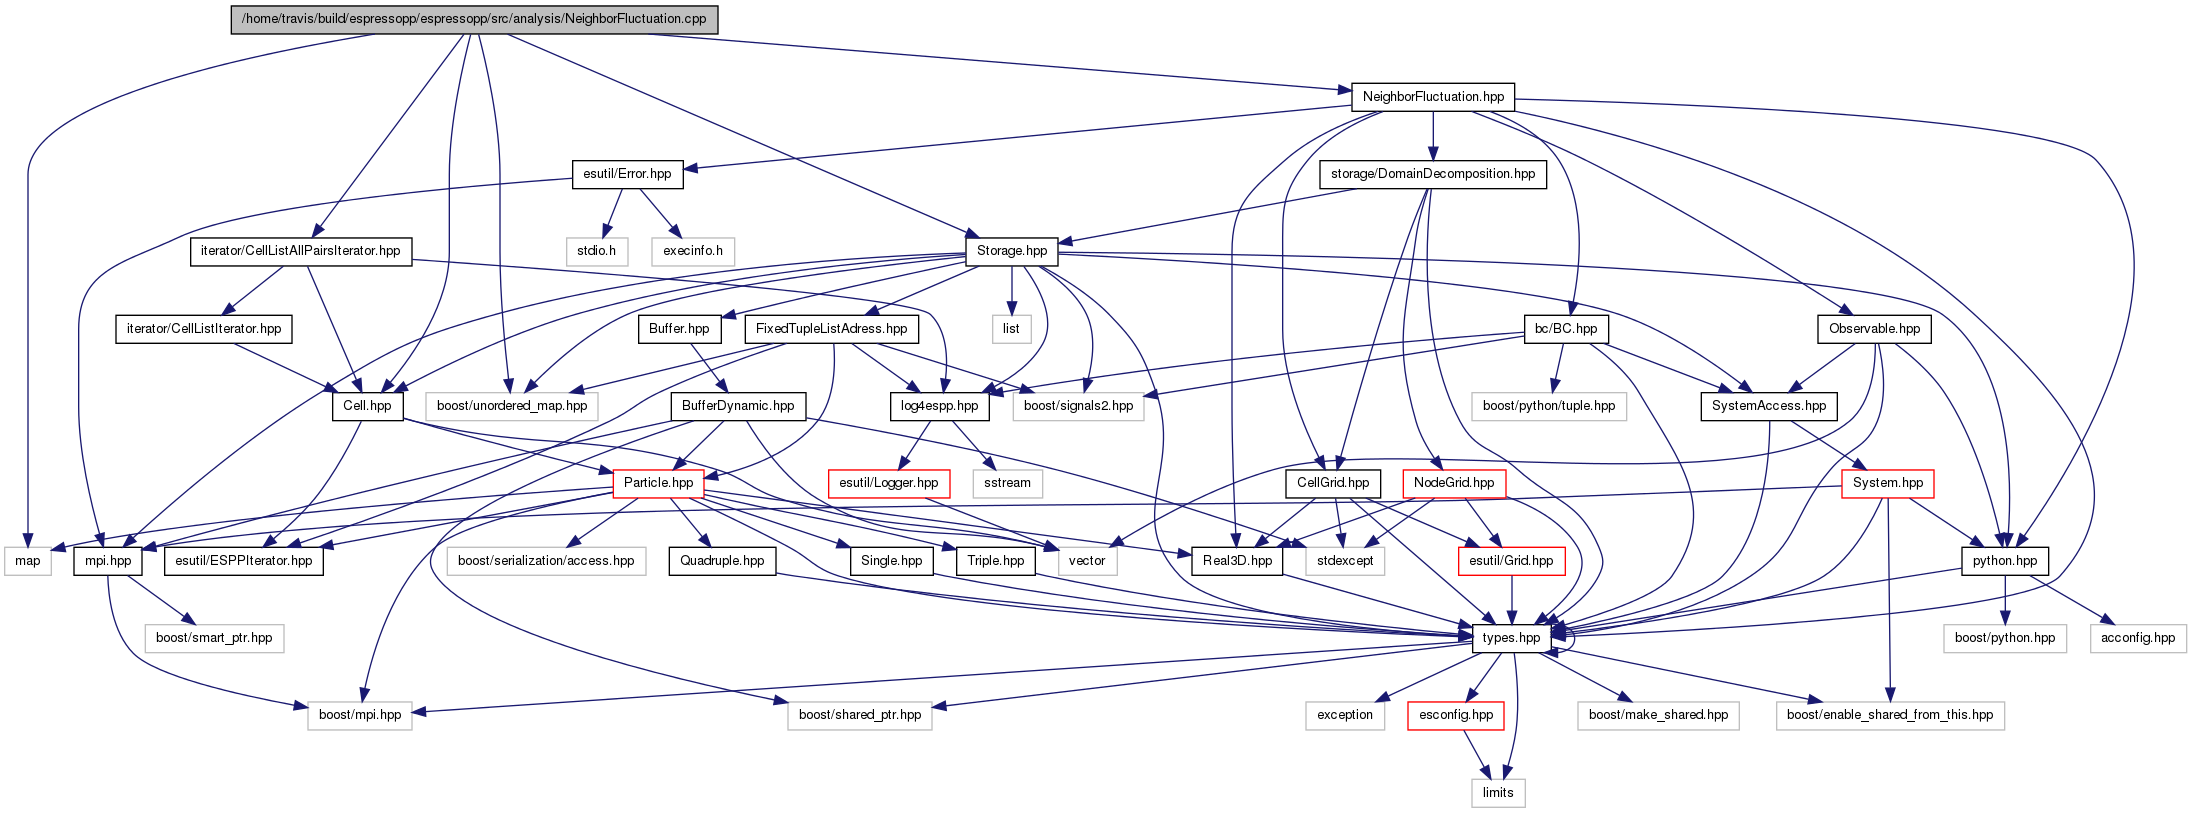 /home/travis/build/espressopp/espressopp/src/analysis/NeighborFluctuation.cpp
NeighborFluctuation.hpp
esutil/Error.hpp
storage/DomainDecomposition.hpp
iterator/CellListAllPairsIterator.hpp
stdio.h
execinfo.h
Storage.hpp
iterator/CellListIterator.hpp
Buffer.hpp
FixedTupleListAdress.hpp
list
bc/BC.hpp
Observable.hpp
Cell.hpp
boost/unordered_map.hpp
BufferDynamic.hpp
log4espp.hpp
boost/signals2.hpp
boost/python/tuple.hpp
SystemAccess.hpp
Particle.hpp
esutil/Logger.hpp
sstream
CellGrid.hpp
NodeGrid.hpp
System.hpp
map
mpi.hpp
esutil/ESPPIterator.hpp
boost/serialization/access.hpp
Quadruple.hpp
Single.hpp
Triple.hpp
vector
Real3D.hpp
stdexcept
esutil/Grid.hpp
python.hpp
boost/smart_ptr.hpp
types.hpp
boost/python.hpp
acconfig.hpp
boost/mpi.hpp
boost/shared_ptr.hpp
exception
esconfig.hpp
boost/make_shared.hpp
boost/enable_shared_from_this.hpp
limits